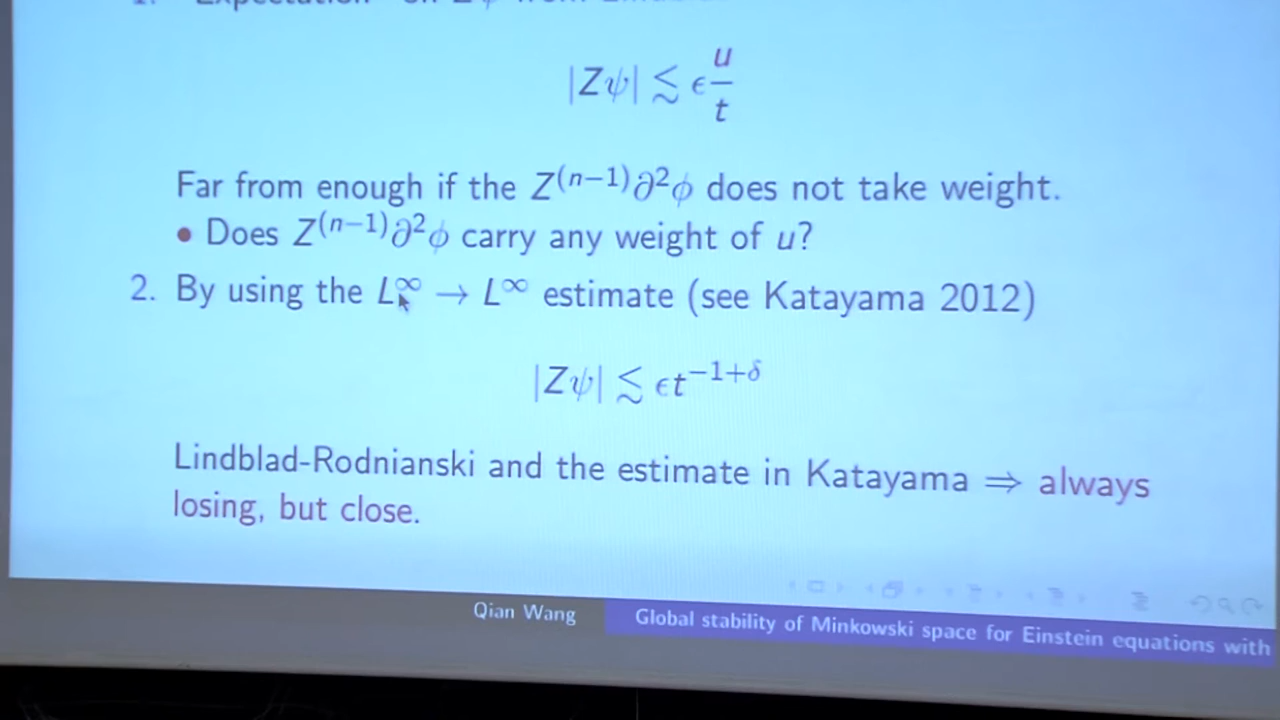 |Zψ| ≲ ϵ u/t
Far from enough if the Z^(n−1)∂²ϕ does not take weight.
• Does Z^(n−1)∂²ϕ carry any weight of u?
2. By using the L^∞ → L^∞ estimate (see Katayama 2012)
|Zψ| ≲ ϵt^(−1+δ)
Lindblad-Rodnianski and the estimate in Katayama ⇒ always
losing, but close.
Qian Wang
Global stability of Minkowski space for Einstein equations with